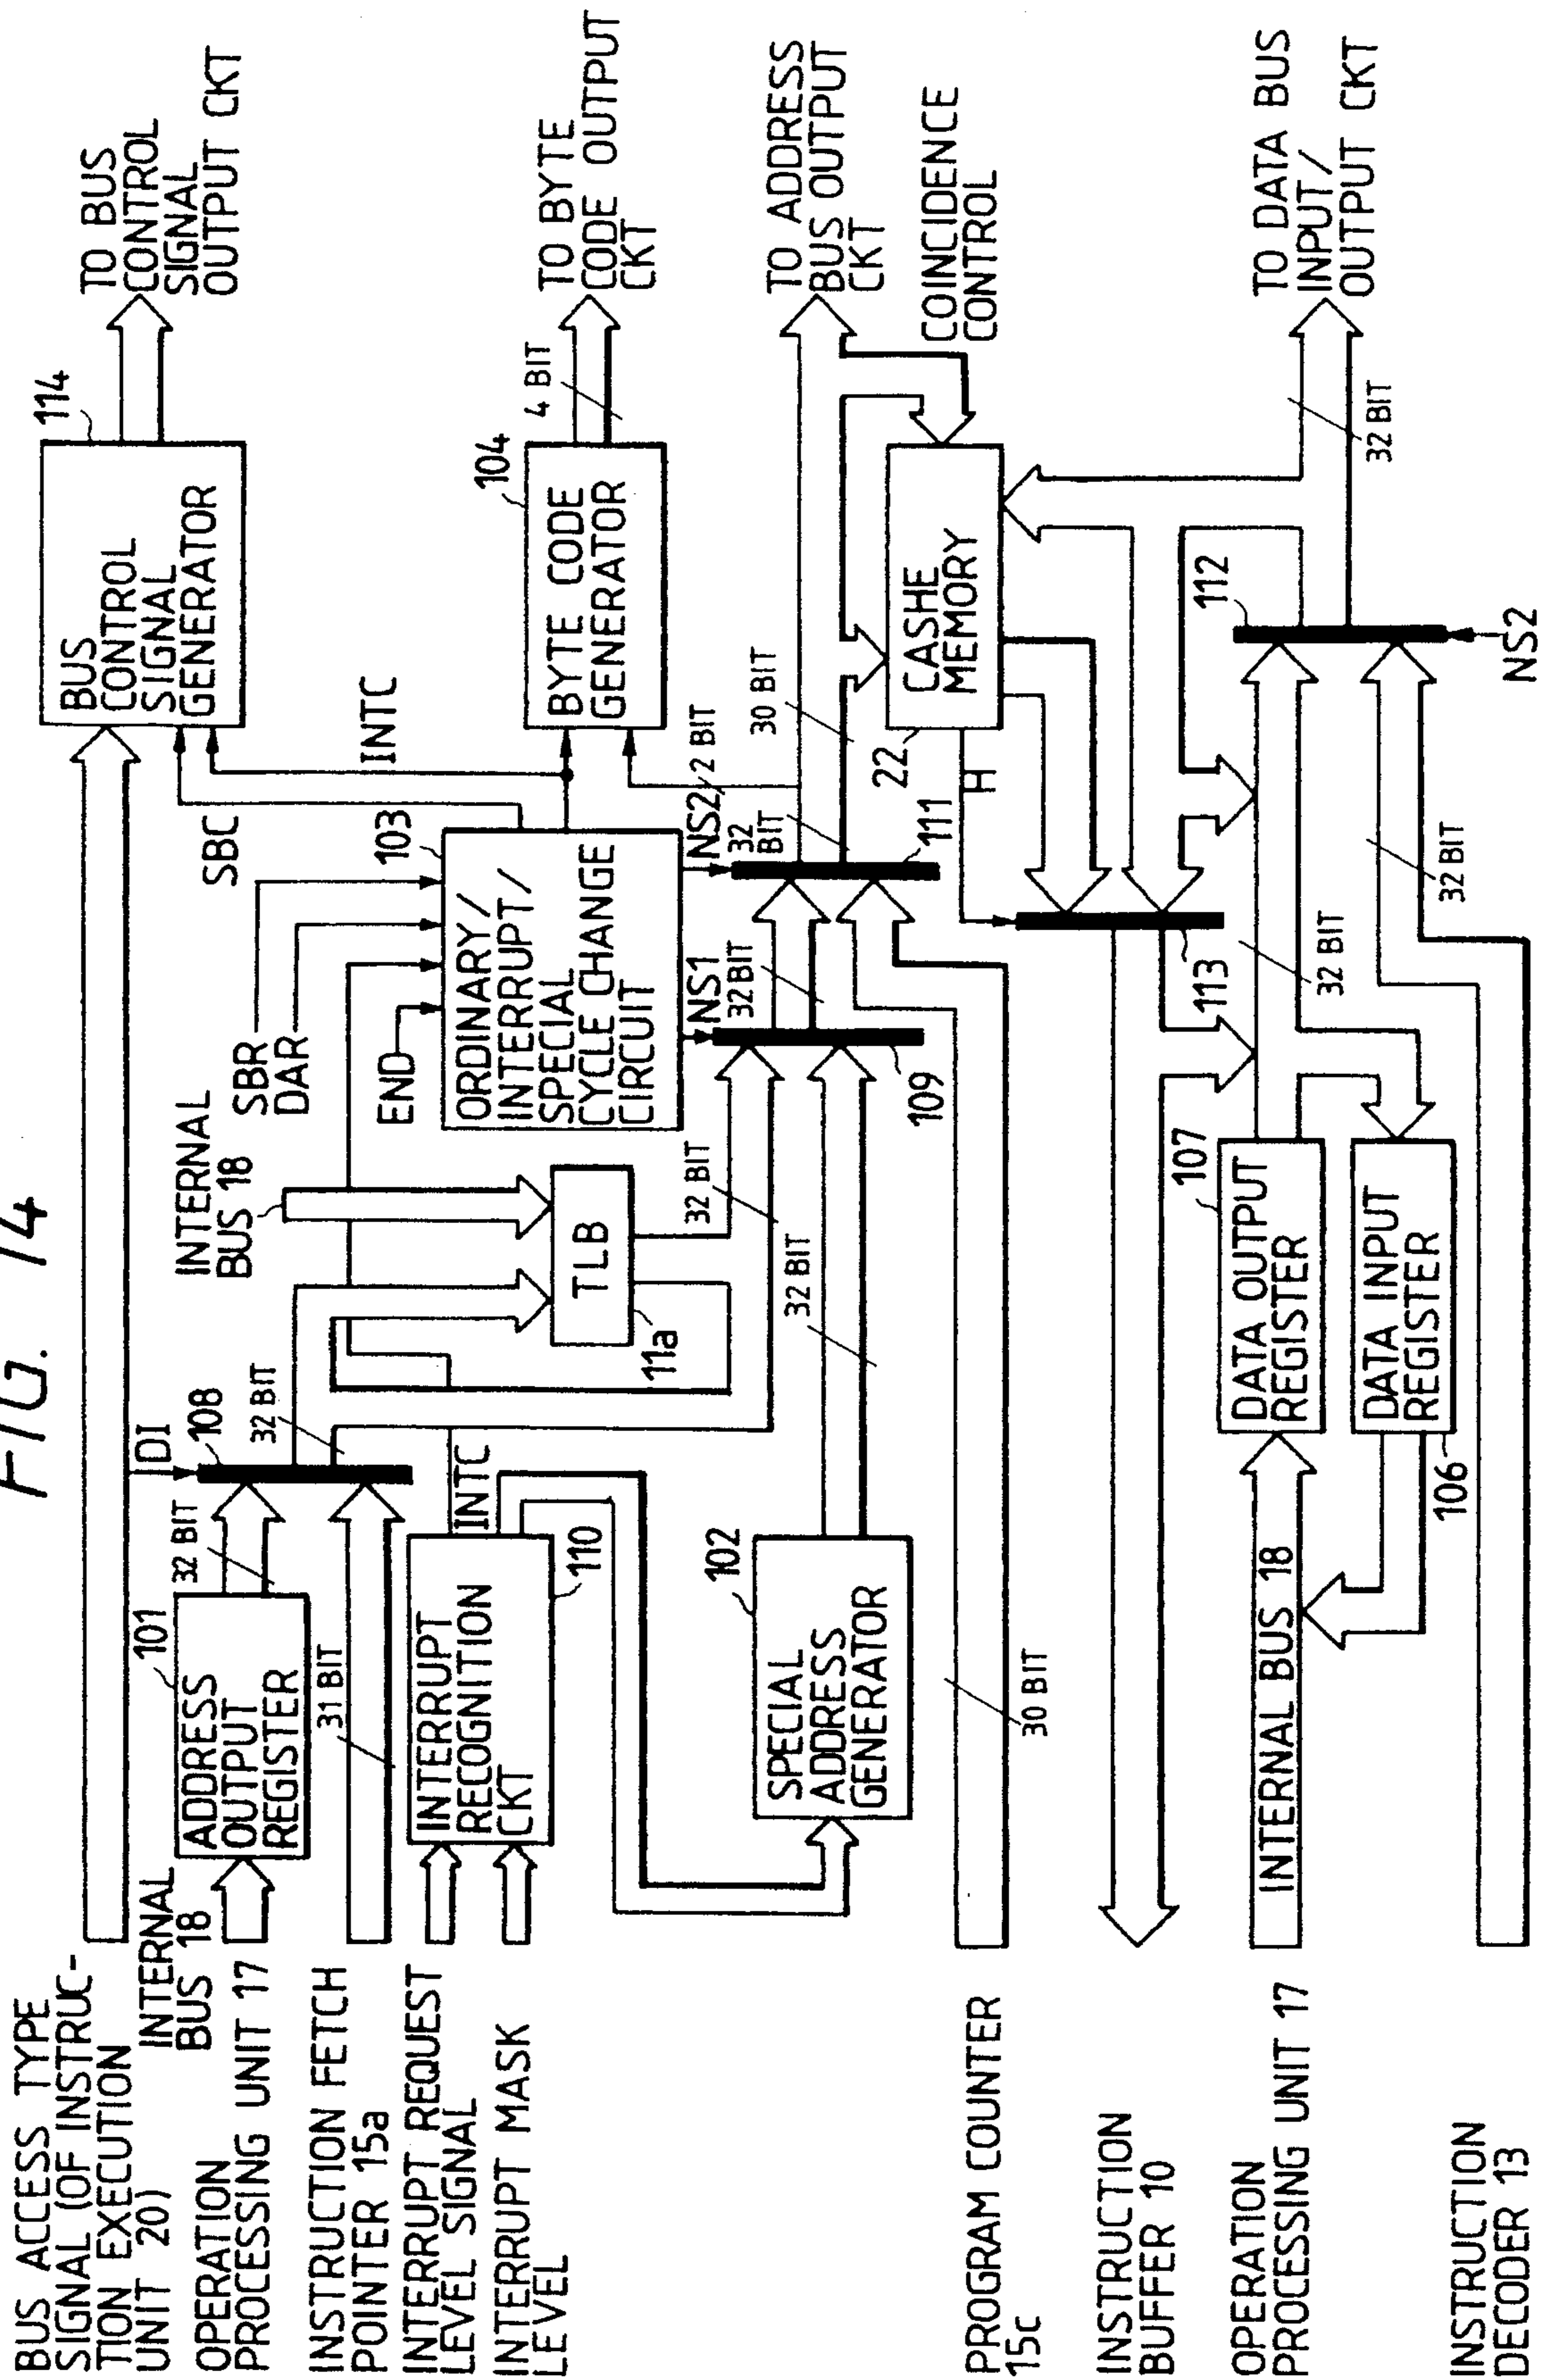 FIG. 14
BUS ACCESS TYPE
SIGNAL (OF INSTRUC-
TION EXECUTION
UNIT 20)
INTERNAL
BUS 18
OPERATION
PROCESSING UNIT 17
INSTRUCTION FETCH
POINTER 15a
INTERRUPT REQUEST
LEVEL SIGNAL
INTERRUPT MASK
LEVEL
PROGRAM COUNTER
15c
INSTRUCTION
BUFFER 10
OPERATION
PROCESSING UNIT 17
INSTRUCTION
DECODER 13
101
ADDRESS
OUTPUT
REGISTER
32 BIT
31 BIT
IDI
108
32 BIT
INTERRUPT
RECOGNITION
CKT
110
INTC
102
SPECIAL
ADDRESS
GENERATOR
32 BIT
30 BIT
INTERNAL
BUS 18
TLB
11a
32 BIT
SBR
DAR
END
SBC
103
ORDINARY/
INTERRUPT/
SPECIAL
CYCLE CHANGE
CIRCUIT
NS1
NS2
109
32 BIT
111
32
BIT
2 BIT
30 BIT
INTC
114
BUS
CONTROL
SIGNAL
GENERATOR
TO BUS
CONTROL
SIGNAL
OUTPUT CKT
104
BYTE CODE
GENERATOR
4 BIT
TO BYTE
CODE OUTPUT
CKT
TO ADDRESS
BUS OUTPUT
CKT
COINCIDENCE
CONTROL
22
CASHE
MEMORY
H
113
INTERNAL BUS 18
107
DATA OUTPUT
REGISTER
DATA INPUT
REGISTER
106
32 BIT
32 BIT
112
NS2
32 BIT
TO DATA BUS
INPUT/
OUTPUT CKT